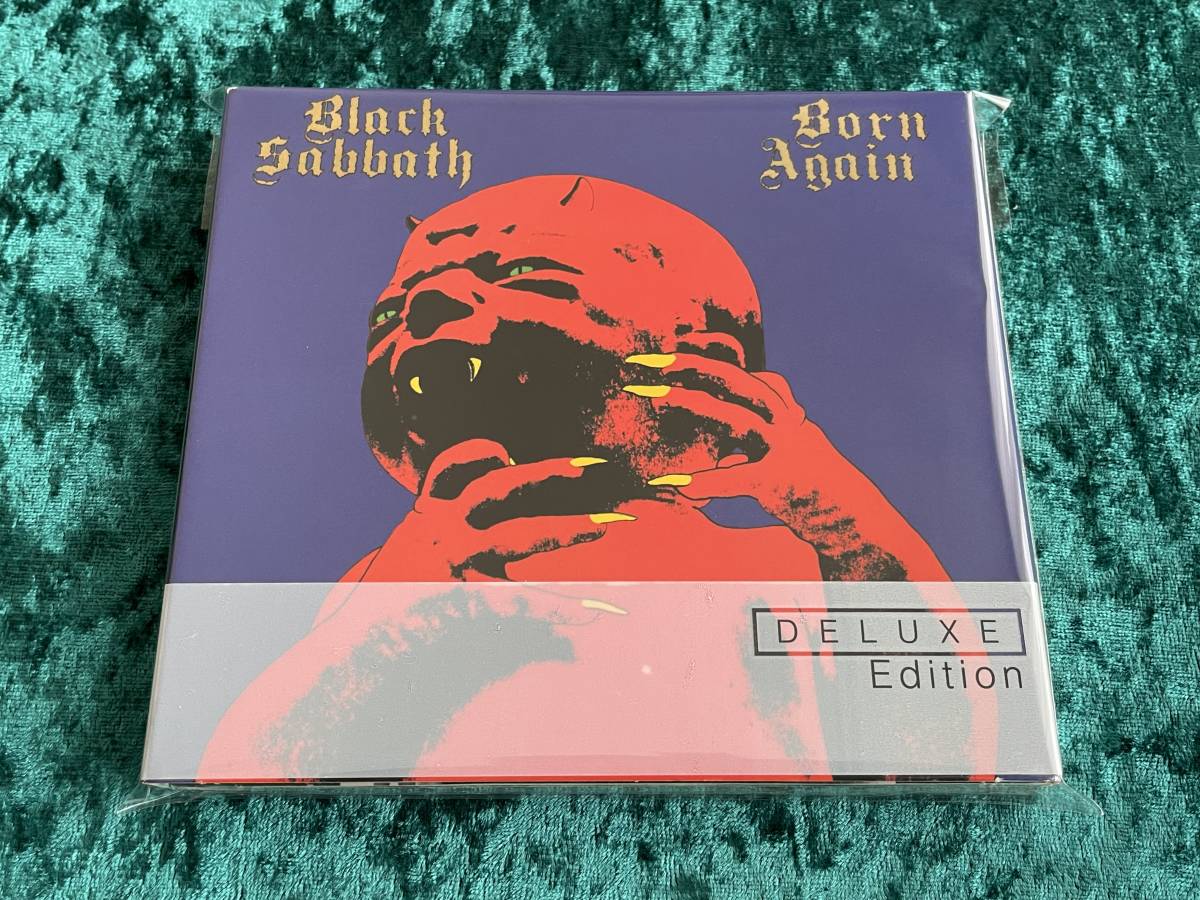 Black
Sabbath
Born
Again
DELUXE
Edition